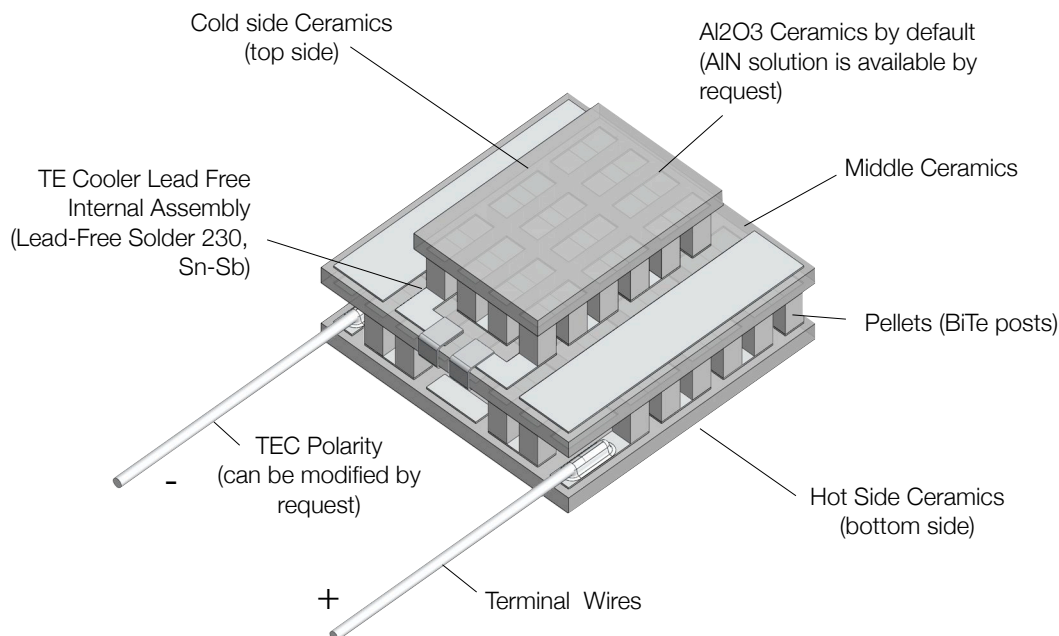 Cold side Ceramics
(top side)
Al2O3 Ceramics by default
(AlN solution is available by
request)
Middle Ceramics
TE Cooler Lead Free
Internal Assembly
(Lead-Free Solder 230,
Sn-Sb)
Pellets (BiTe posts)
TEC Polarity
(can be modified by
request)
-
Hot Side Ceramics
(bottom side)
+
Terminal Wires